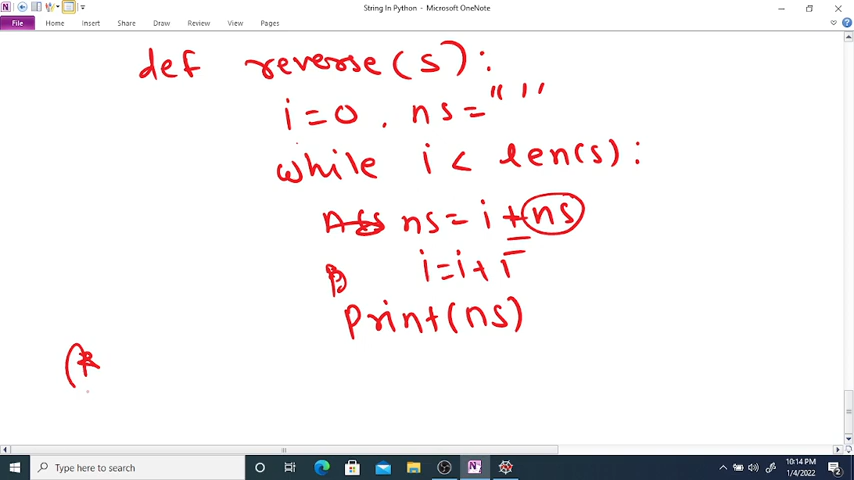 String In Python - Microsoft OneNote
File Home Insert Share Draw Review View Pages
def reverse(s):
i=0, ns=" "
while i < len(s):
ns=i+ns
i=i+1
print(ns)
(*
Type here to search
10:14 PM
1/4/2022
2